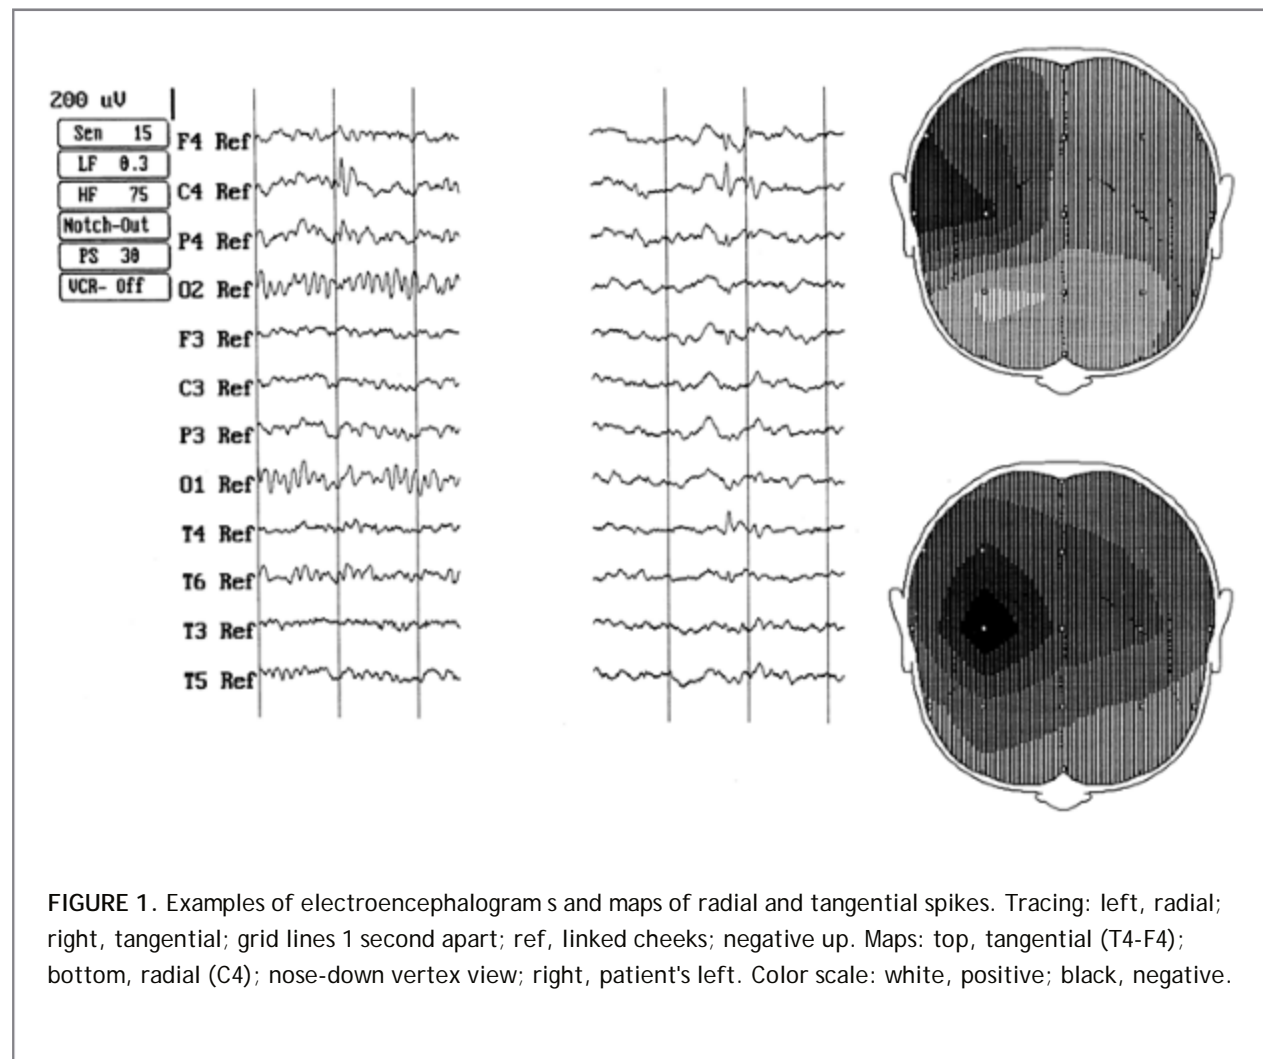 200 uV
Sen 15
LF 0.3
HF 75
Notch-Out
PS 30
VCR- Off
F4 Ref
C4 Ref
P4 Ref
O2 Ref
F3 Ref
C3 Ref
P3 Ref
O1 Ref
T4 Ref
T6 Ref
T3 Ref
T5 Ref
FIGURE 1. Examples of electroencephalogram s and maps of radial and tangential spikes. Tracing: left, radial;
right, tangential; grid lines 1 second apart; ref, linked cheeks; negative up. Maps: top, tangential (T4-F4);
bottom, radial (C4); nose-down vertex view; right, patient's left. Color scale: white, positive; black, negative.